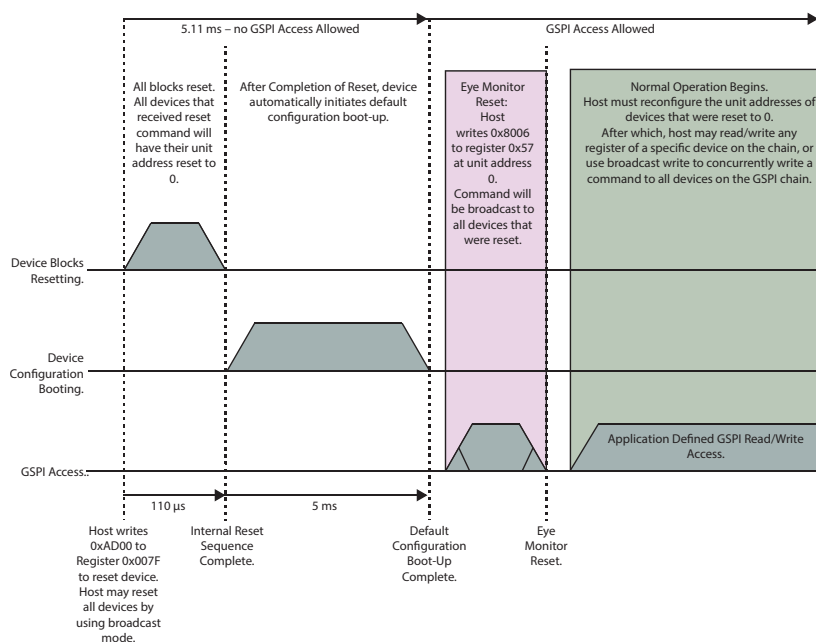 5.11 ms – no GSPI Access Allowed
GSPI Access Allowed
All blocks reset.
All devices that
received reset
command will
have their unit
address reset to
0.
After Completion of Reset, device
automatically initiates default
configuration boot-up.
Eye Monitor
Reset:
Host
writes 0x8006
to register 0x57
at unit address
0.
Command will
be broadcast to
all devices that
were reset.
Normal Operation Begins.
Host must reconfigure the unit addresses of
devices that were reset to 0.
After which, host may read/write any
register of a specific device on the chain, or
use broadcast write to concurrently write a
command to all devices on the GSPI chain.
Device Blocks
Resetting.
Device
Configuration
Booting.
GSPI Access..
Application Defined GSPI Read/Write
Access.
110 µs
5 ms
Host writes
0xAD00 to
Register 0x007F
to reset device.
Host may reset
all devices by
using broadcast
mode.
Internal Reset
Sequence
Complete.
Default
Configuration
Boot-Up
Complete.
Eye
Monitor
Reset.